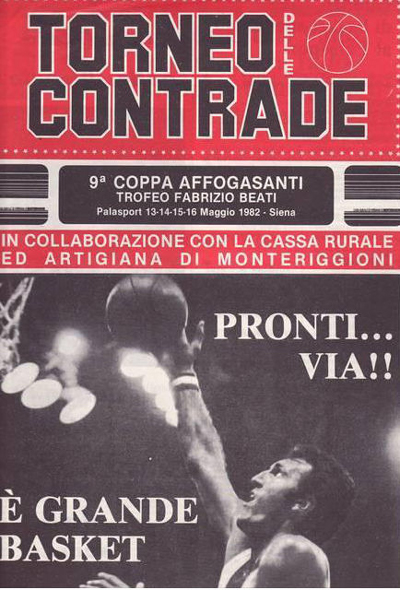 TORNEO
DELLE
CONTRADE
9ª COPPA AFFOGASANTI
TROFEO FABRIZIO BEATI
Palasport 13-14-15-16 Maggio 1982 - Siena
IN COLLABORAZIONE CON LA CASSA RURALE
ED ARTIGIANA DI MONTERIGGIONI
PRONTI...
VIA!!
È GRANDE
BASKET